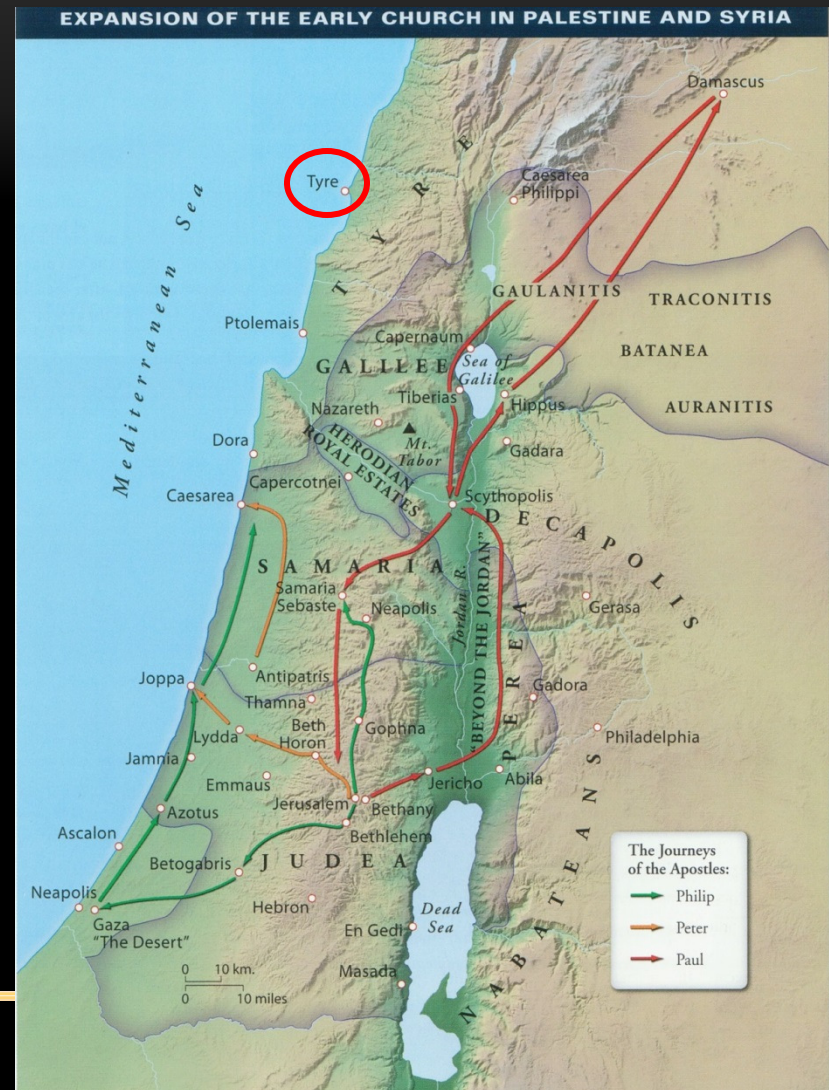 EXPANSION OF THE EARLY CHURCH IN PALESTINE AND SYRIA
Damascus
Tyre
Caesarea
Philippi
TYRE
Mediterranean Sea
GAULANITIS
TRACONITIS
Ptolemais
Capernaum
BATANEA
GALILEE
Sea of
Galilee
Tiberias
Hippus
AURANITIS
Nazareth
Mt.
Tabor
HERODIAN
ROYAL ESTATES
Dora
Gadara
Capercotnei
Caesarea
Scythopolis
DECAPOLIS
SAMARIA
Samaria
Sebaste
Neapolis
Jordan R.
"BEYOND THE JORDAN"
PEREA
Gerasa
Joppa
Antipatris
Thamna
Gadora
Lydda
Beth
Horon
Gophna
Philadelphia
Jamnia
Emmaus
Jericho
Abila
Jerusalem
Bethany
Azotus
Bethlehem
Ascalon
Betogabris
JUDEA
NABATEANS
Neapolis
Hebron
Gaza
"The Desert"
En Gedi
Dead
Sea
Masada
0 10 km.
0 10 miles
The Journeys
of the Apostles:
Philip
Peter
Paul